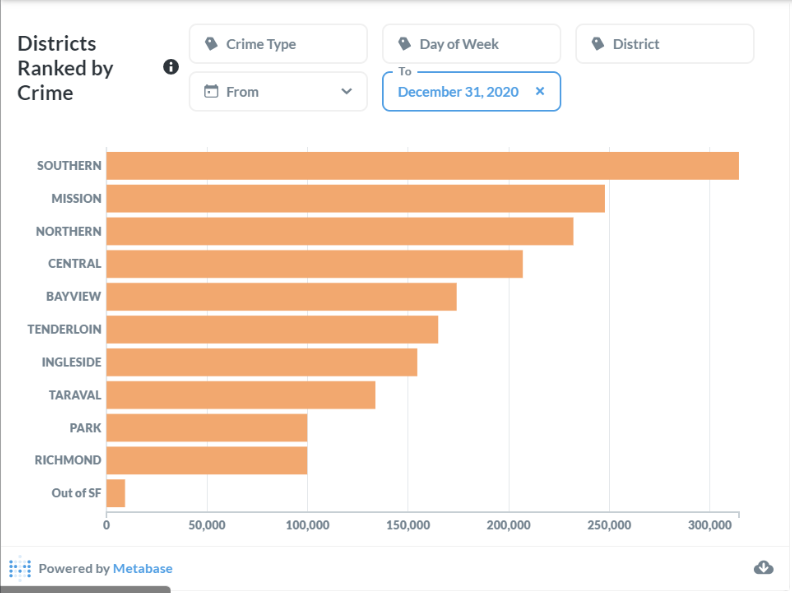 Districts
Ranked by
Crime
Crime Type
Day of Week
District
From
To
December 31, 2020
SOUTHERN
MISSION
NORTHERN
CENTRAL
BAYVIEW
TENDERLOIN
INGLESIDE
TARAVAL
PARK
RICHMOND
Out of SF
0 50,000 100,000 150,000 200,000 250,000 300,000
Powered by Metabase